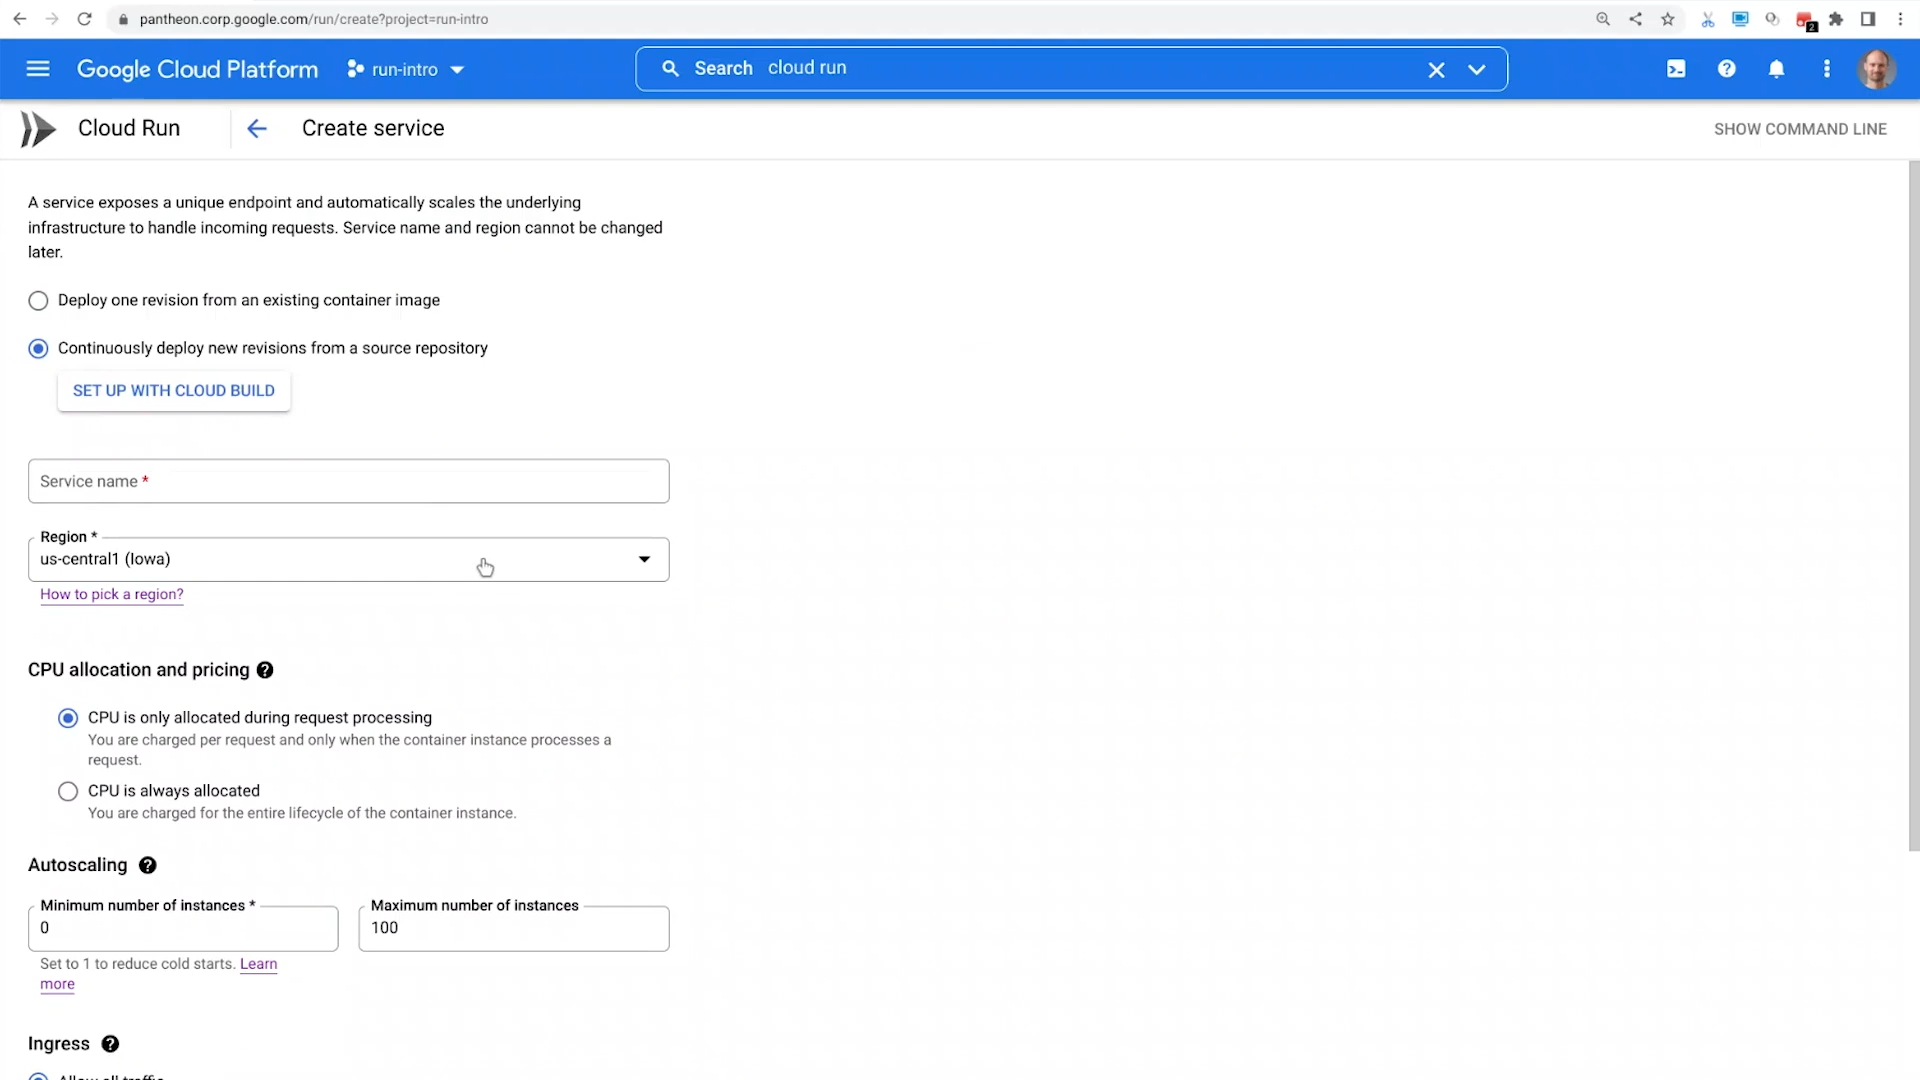 pantheon.corp.google.com/run/create?project=run-intro
2
Google Cloud Platform
run-intro
Search cloud run
Cloud Run
Create service
SHOW COMMAND LINE
A service exposes a unique endpoint and automatically scales the underlying
infrastructure to handle incoming requests. Service name and region cannot be changed
later.
Deploy one revision from an existing container image
Continuously deploy new revisions from a source repository
SET UP WITH CLOUD BUILD
Service name *
Region *
us-central1 (Iowa)
How to pick a region?
CPU allocation and pricing
CPU is only allocated during request processing
You are charged per request and only when the container instance processes a
request.
CPU is always allocated
You are charged for the entire lifecycle of the container instance.
Autoscaling
Minimum number of instances *
0
Maximum number of instances
100
Set to 1 to reduce cold starts. Learn
more
Ingress
Allow all traffic